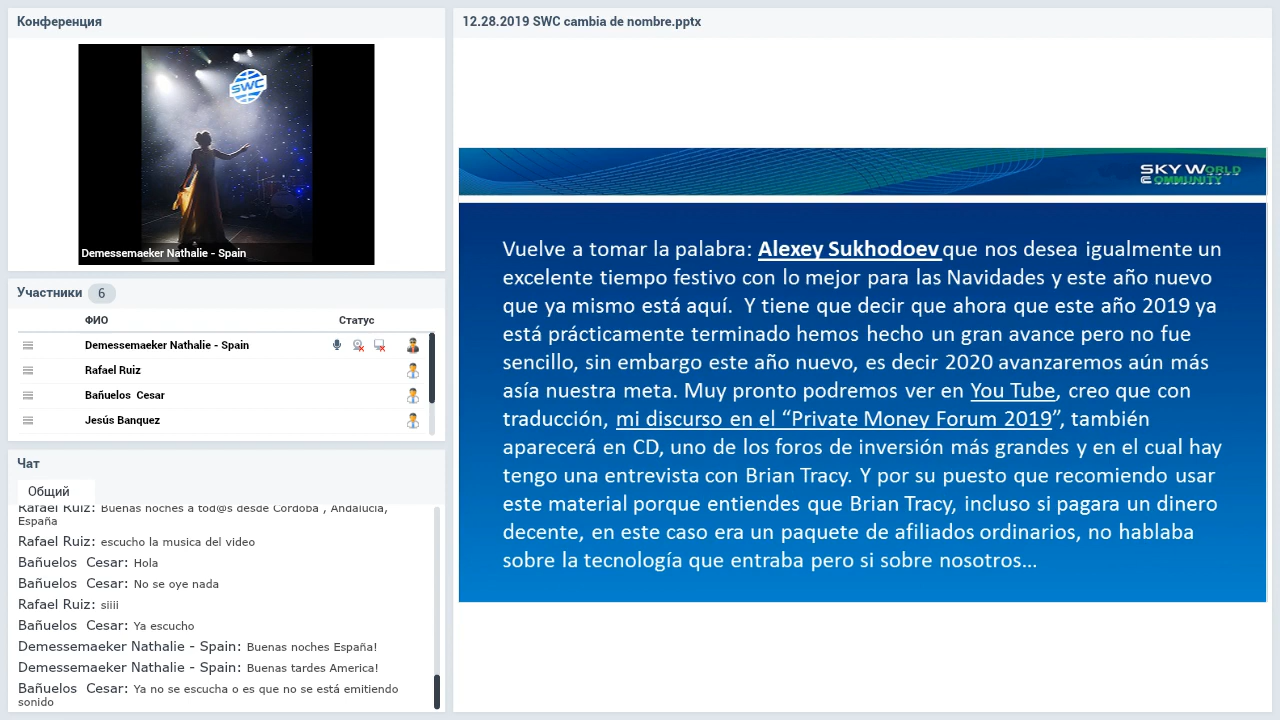 Конференция
SWC
Demessemaeker Nathalie - Spain
Участники 6
ФИО Статус
Demessemaeker Nathalie - Spain
Rafael Ruiz
Bañuelos Cesar
Jesús Banquez
Чат
Общий
Rafael Ruiz: Buenas noches a tod@s desde Cordoba , Andalucia,
España
Rafael Ruiz: escucho la musica del video
Bañuelos Cesar: Hola
Bañuelos Cesar: No se oye nada
Rafael Ruiz: siiii
Bañuelos Cesar: Ya escucho
Demessemaeker Nathalie - Spain: Buenas noches España!
Demessemaeker Nathalie - Spain: Buenas tardes America!
Bañuelos Cesar: Ya no se escucha o es que no se está emitiendo
sonido
12.28.2019 SWC cambia de nombre.pptx
SKY WORLD
COMMUNITY
Vuelve a tomar la palabra: Alexey Sukhodoev que nos desea igualmente un
excelente tiempo festivo con lo mejor para las Navidades y este año nuevo
que ya mismo está aquí. Y tiene que decir que ahora que este año 2019 ya
está prácticamente terminado hemos hecho un gran avance pero no fue
sencillo, sin embargo este año nuevo, es decir 2020 avanzaremos aún más
asía nuestra meta. Muy pronto podremos ver en You Tube, creo que con
traducción, mi discurso en el “Private Money Forum 2019”, también
aparecerá en CD, uno de los foros de inversión más grandes y en el cual hay
tengo una entrevista con Brian Tracy. Y por su puesto que recomiendo usar
este material porque entiendes que Brian Tracy, incluso si pagara un dinero
decente, en este caso era un paquete de afiliados ordinarios, no hablaba
sobre la tecnología que entraba pero si sobre nosotros…